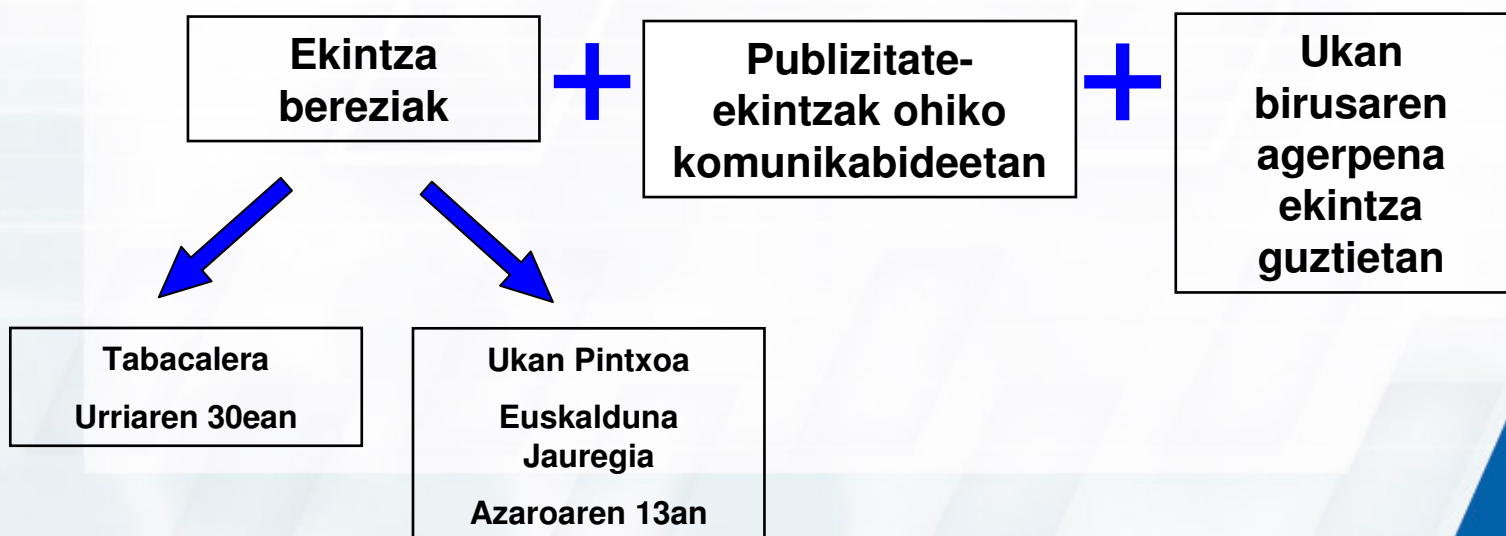 Ekintza
bereziak
+
Publizitate-
ekintzak ohiko
komunikabideetan
+
Ukan
birusaren
agerpena
ekintza
guztietan
Tabacalera
Urriaren 30ean
Ukan Pintxoa
Euskalduna
Jauregia
Azaroaren 13an